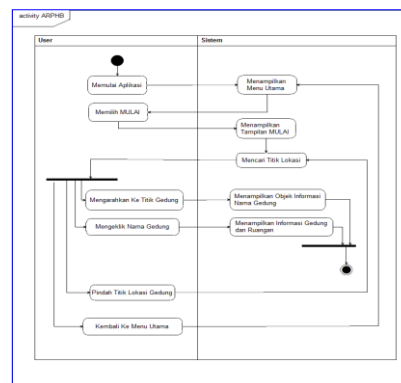 activity ARPHB
User
Sistem
Memulai Aplikasi
Menampilkan
Menu Utama
Memilih MULAI
Menampilkan
Tampilan MULAI
Mencari Titik Lokasi
Mengarahkan Ke Titik Gedung
Menampilkan Objek Informasi
Nama Gedung
Mengeklik Nama Gedung
Menampilkan Informasi Gedung
dan Ruangan
Pindah Titik Lokasi Gedung
Kembali Ke Menu Utama